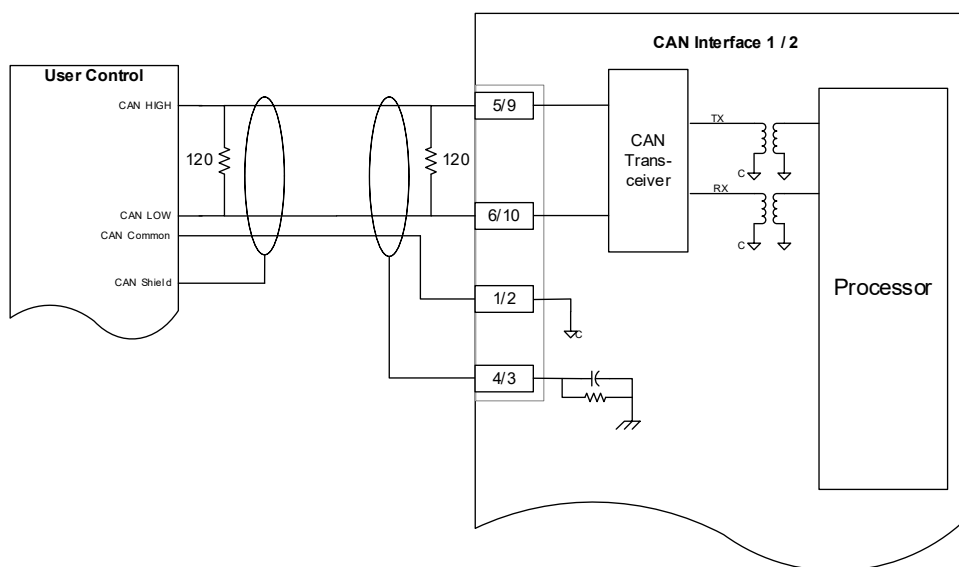 CAN Interface 1 / 2
User Control
CAN HIGH
120
120
CAN LOW
CAN Common
CAN Shield
5/9
6/10
1/2
4/3
CAN
Trans-
ceiver
TX
C
RX
C
C
Processor